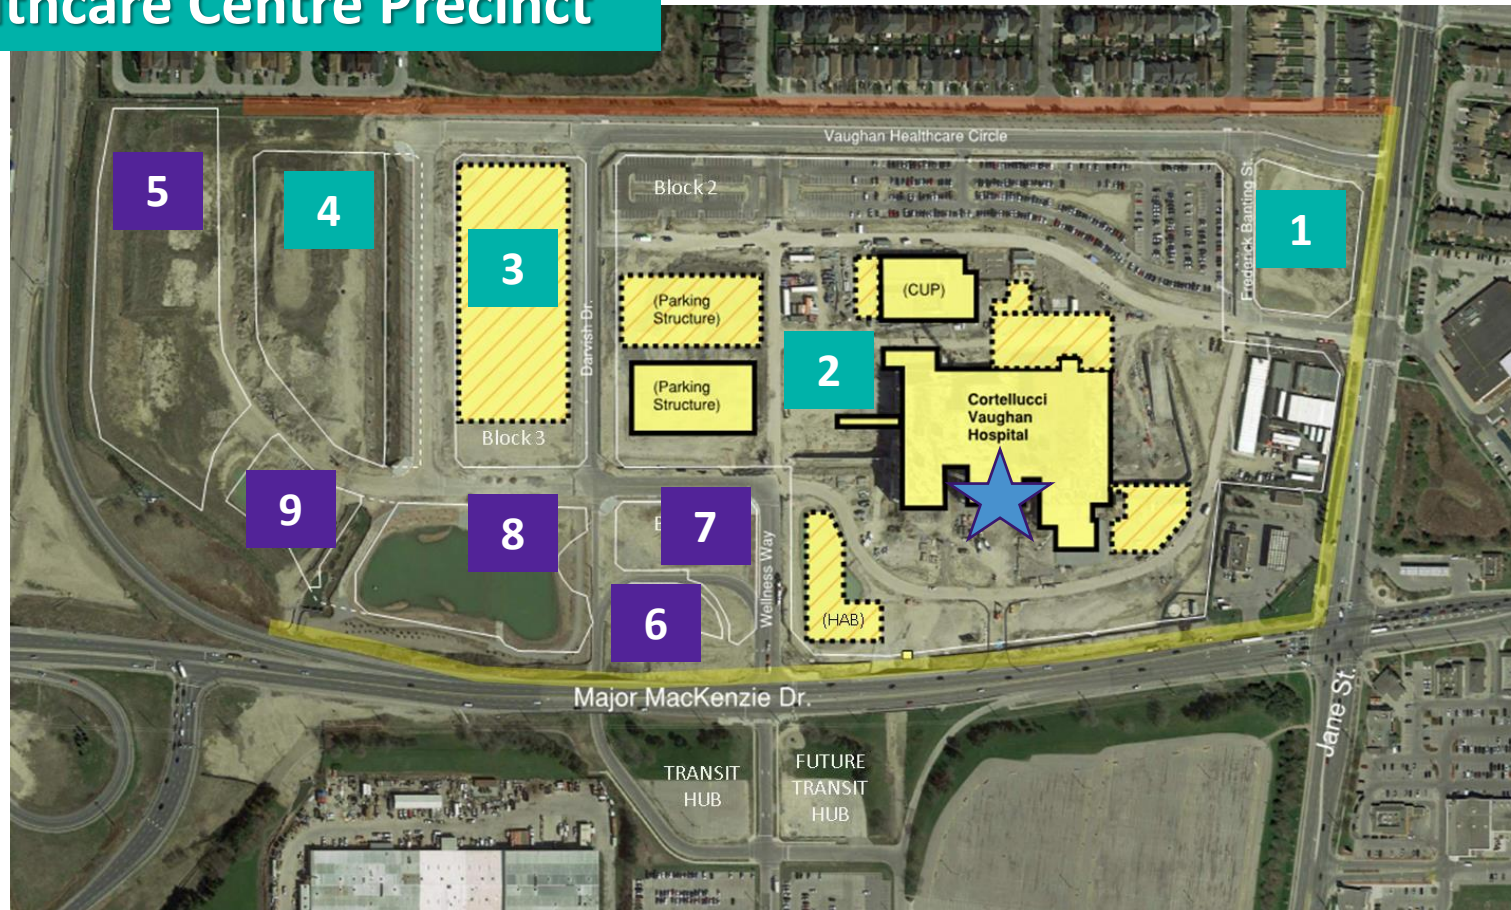 lthcare Centre Precinct
Vaughan Healthcare Circle
5
4
3
Block 2
Frederick Banting St.
1
(Parking
Structure)
(CUP)
Darvish Dr.
2
(Parking
Structure)
Cortellucci
Vaughan
Hospital
Block 3
9
8
7
Wellness Way
6
(HAB)
Major MacKenzie Dr.
Jane St.
TRANSIT
HUB
FUTURE
TRANSIT
HUB